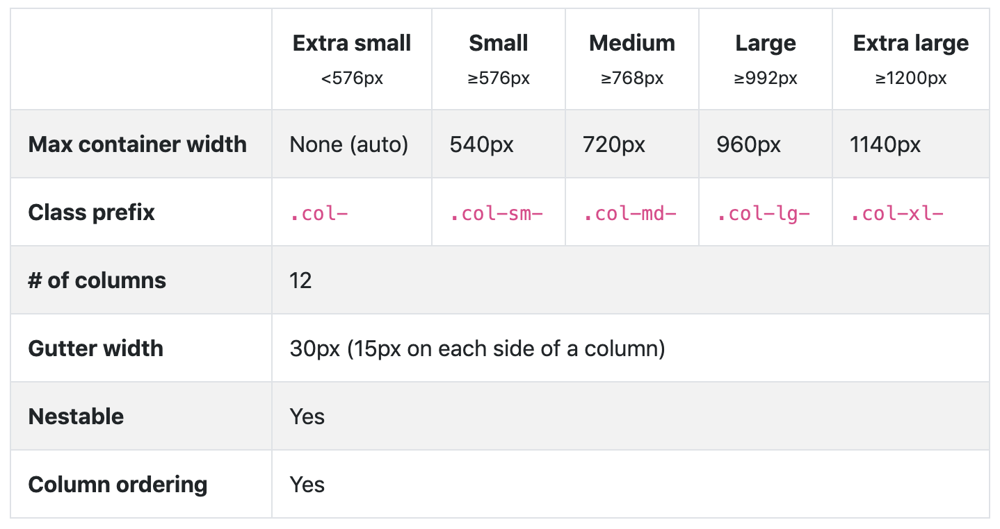 Extra small Small Medium Large Extra large
<576px ≥576px ≥768px ≥992px ≥1200px
Max container width None (auto) 540px 720px 960px 1140px
Class prefix .col- .col-sm- .col-md- .col-lg- .col-xl-
# of columns 12
Gutter width 30px (15px on each side of a column)
Nestable Yes
Column ordering Yes